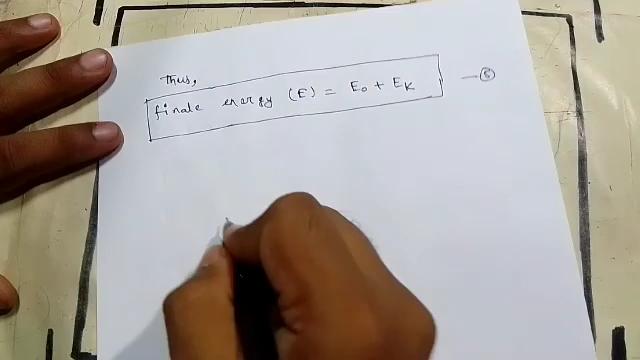 Thus,
finale energy (E) = E₀ + Eₖ —⑤